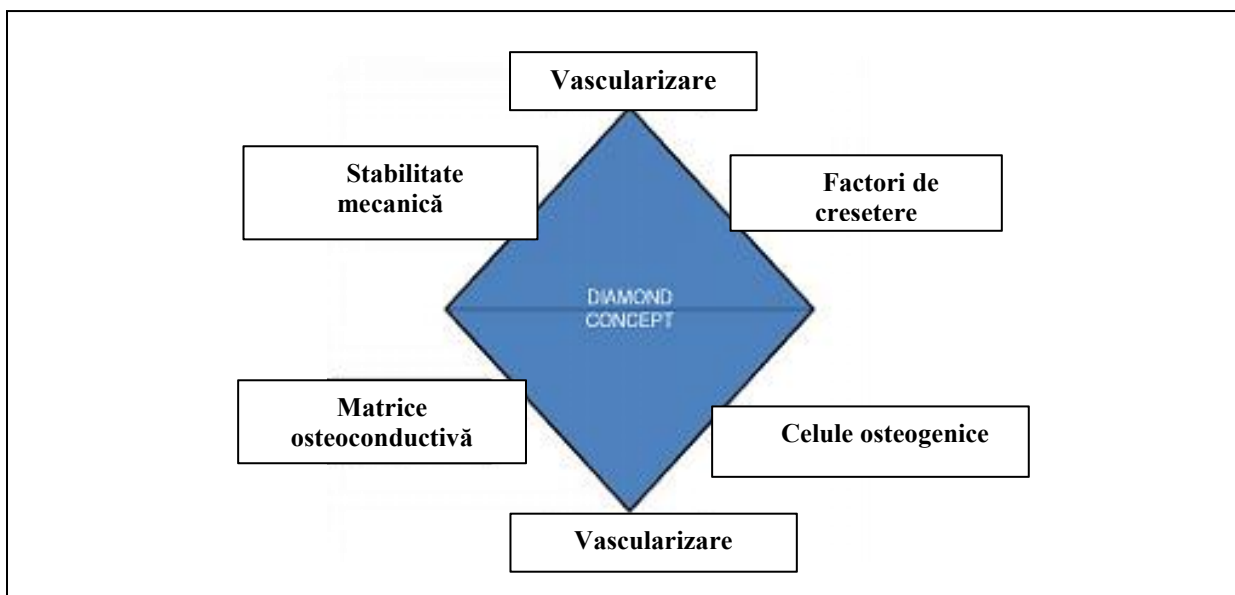 Vascularizare
Stabilitate
mecanică
Factori de
cresetere
DIAMOND
CONCEPT
Matrice
osteoconductivă
Celule osteogenice
Vascularizare